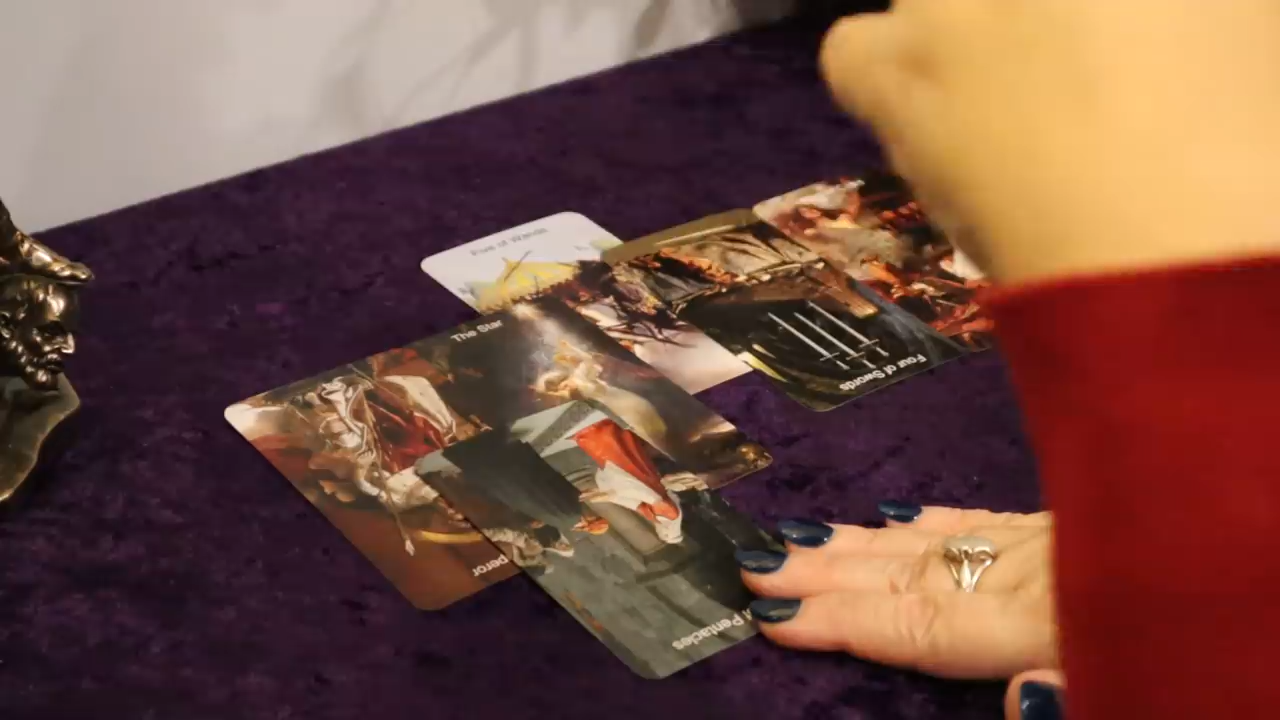 Five of Wands
The Star
Four of Swords
peror
f Pentacles